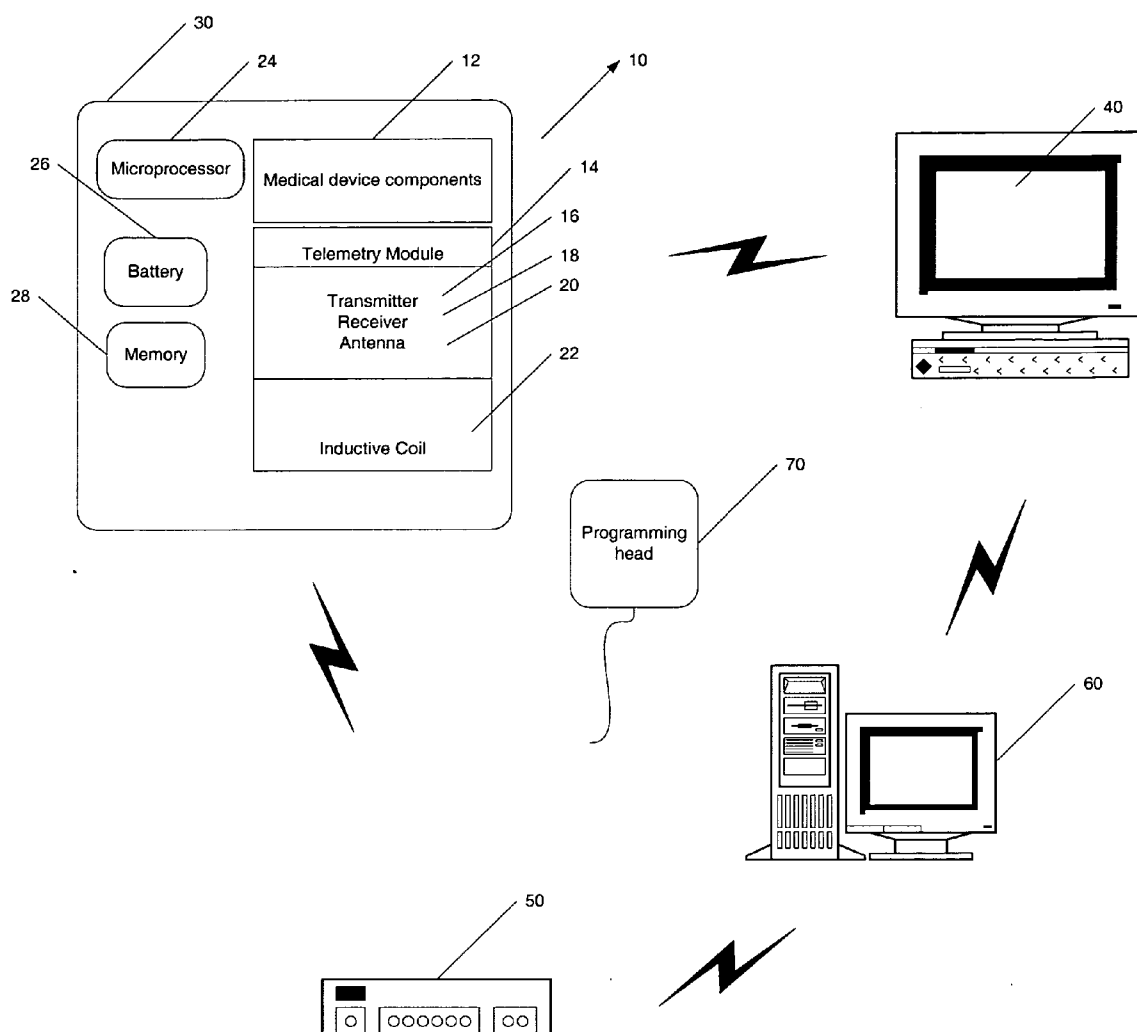 30
24
12
10
40
26
Microprocessor
Medical device components
14
16
Telemetry Module
18
Battery
20
28
Transmitter
Receiver
Antenna
22
Memory
Inductive Coil
70
Programming
head
60
50